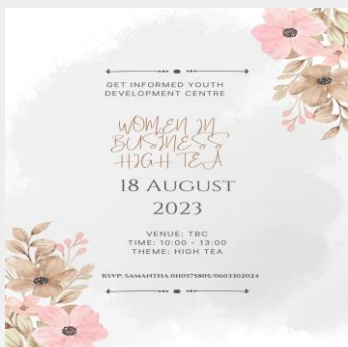 GET INFORMED YOUTH
DEVELOPMENT CENTRE
WOMEN IN
BUSINESS
HIGH TEA
18 AUGUST
2023
VENUE: TBC
TIME: 10:00 - 13:00
THEME: HIGH TEA
RSVP: SAMANTHA 0110575805/0603302024